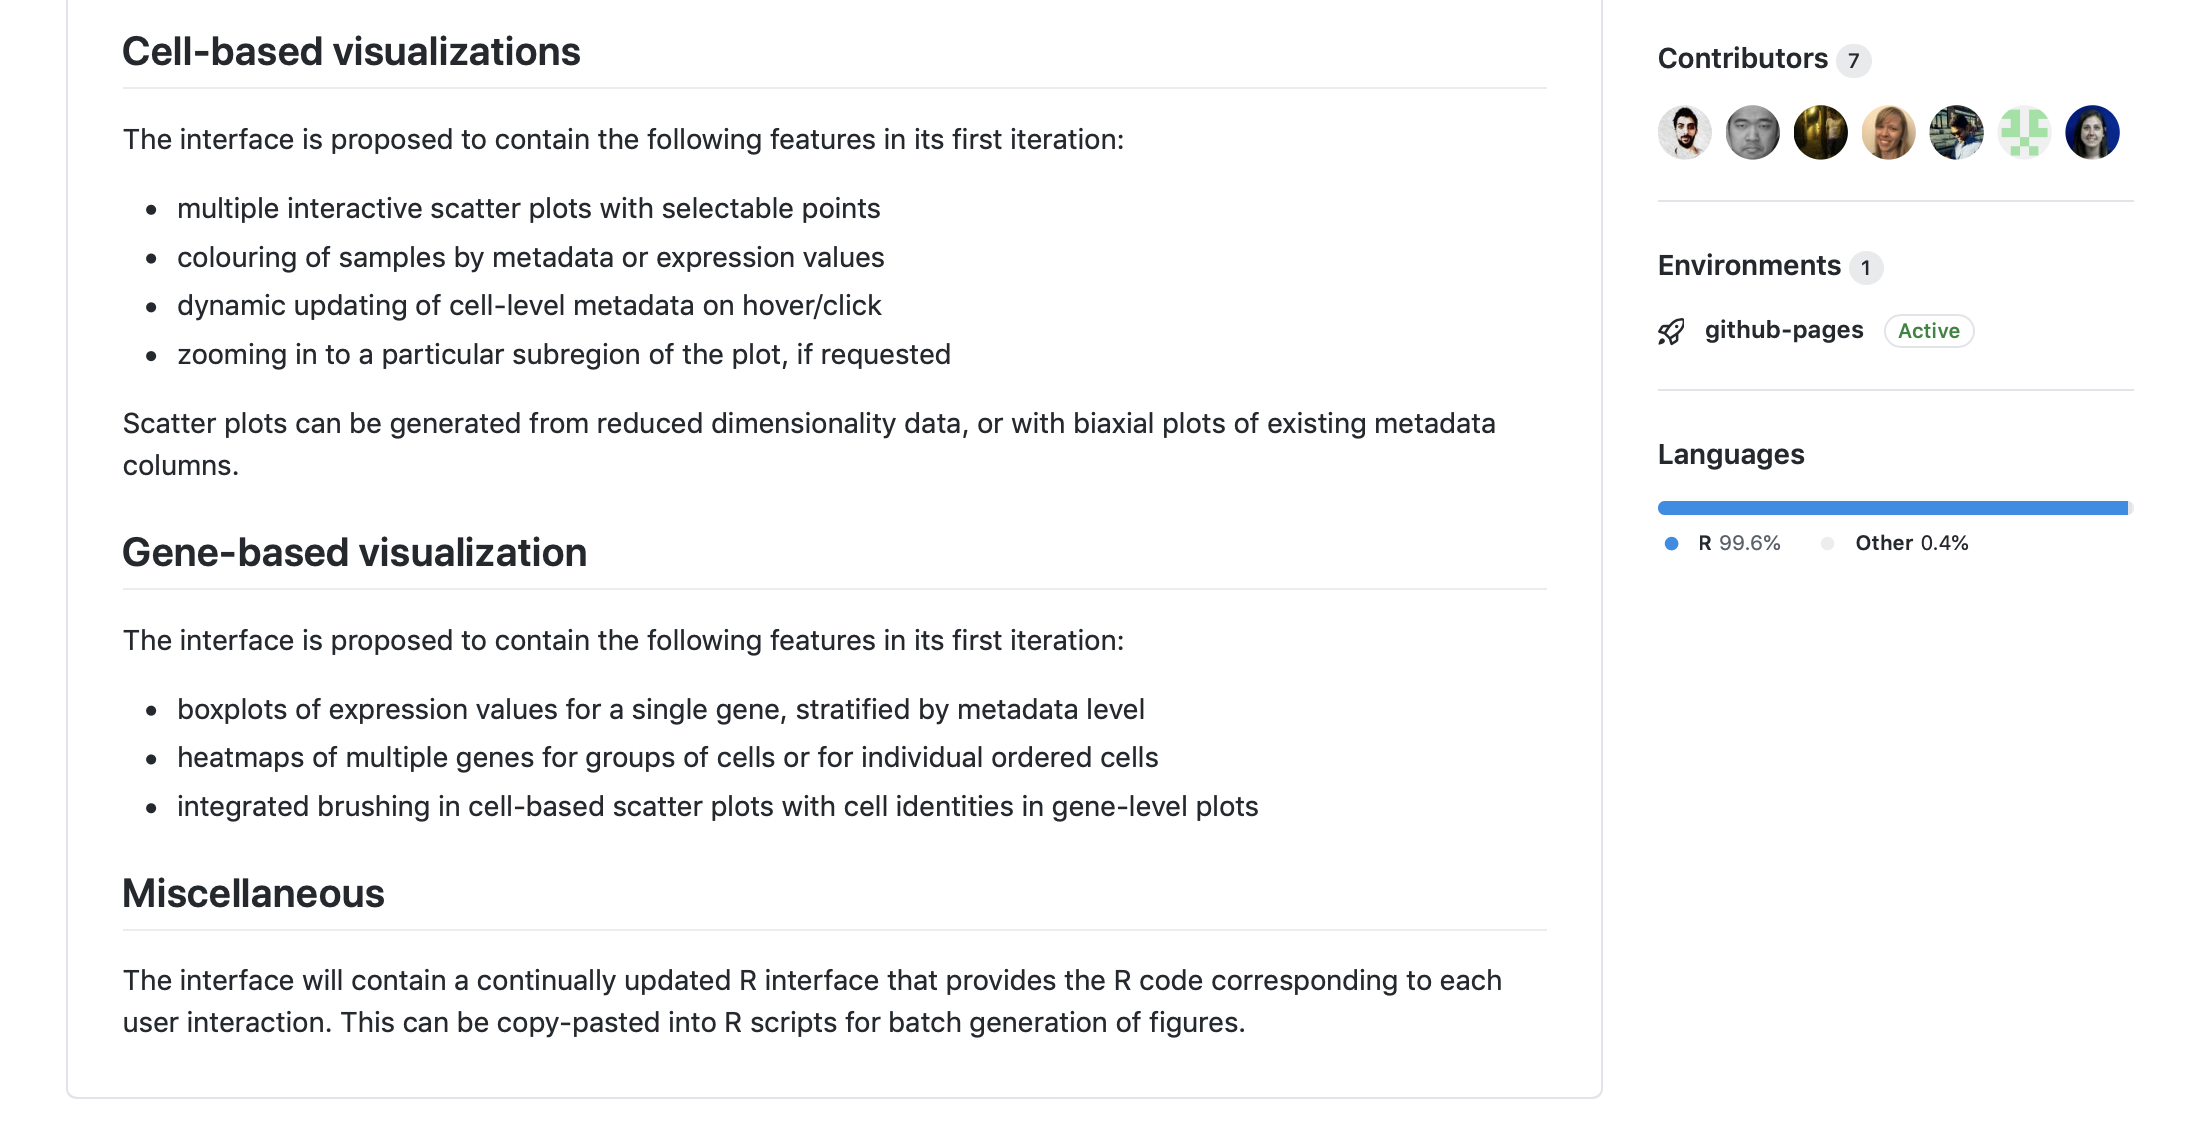 Cell-based visualizations
The interface is proposed to contain the following features in its first iteration:
multiple interactive scatter plots with selectable points
colouring of samples by metadata or expression values
dynamic updating of cell-level metadata on hover/click
zooming in to a particular subregion of the plot, if requested
Scatter plots can be generated from reduced dimensionality data, or with biaxial plots of existing metadata
columns.
Gene-based visualization
The interface is proposed to contain the following features in its first iteration:
boxplots of expression values for a single gene, stratified by metadata level
heatmaps of multiple genes for groups of cells or for individual ordered cells
integrated brushing in cell-based scatter plots with cell identities in gene-level plots
Miscellaneous
The interface will contain a continually updated R interface that provides the R code corresponding to each
user interaction. This can be copy-pasted into R scripts for batch generation of figures.
Contributors 7
Environments 1
github-pages Active
Languages
R 99.6% Other 0.4%